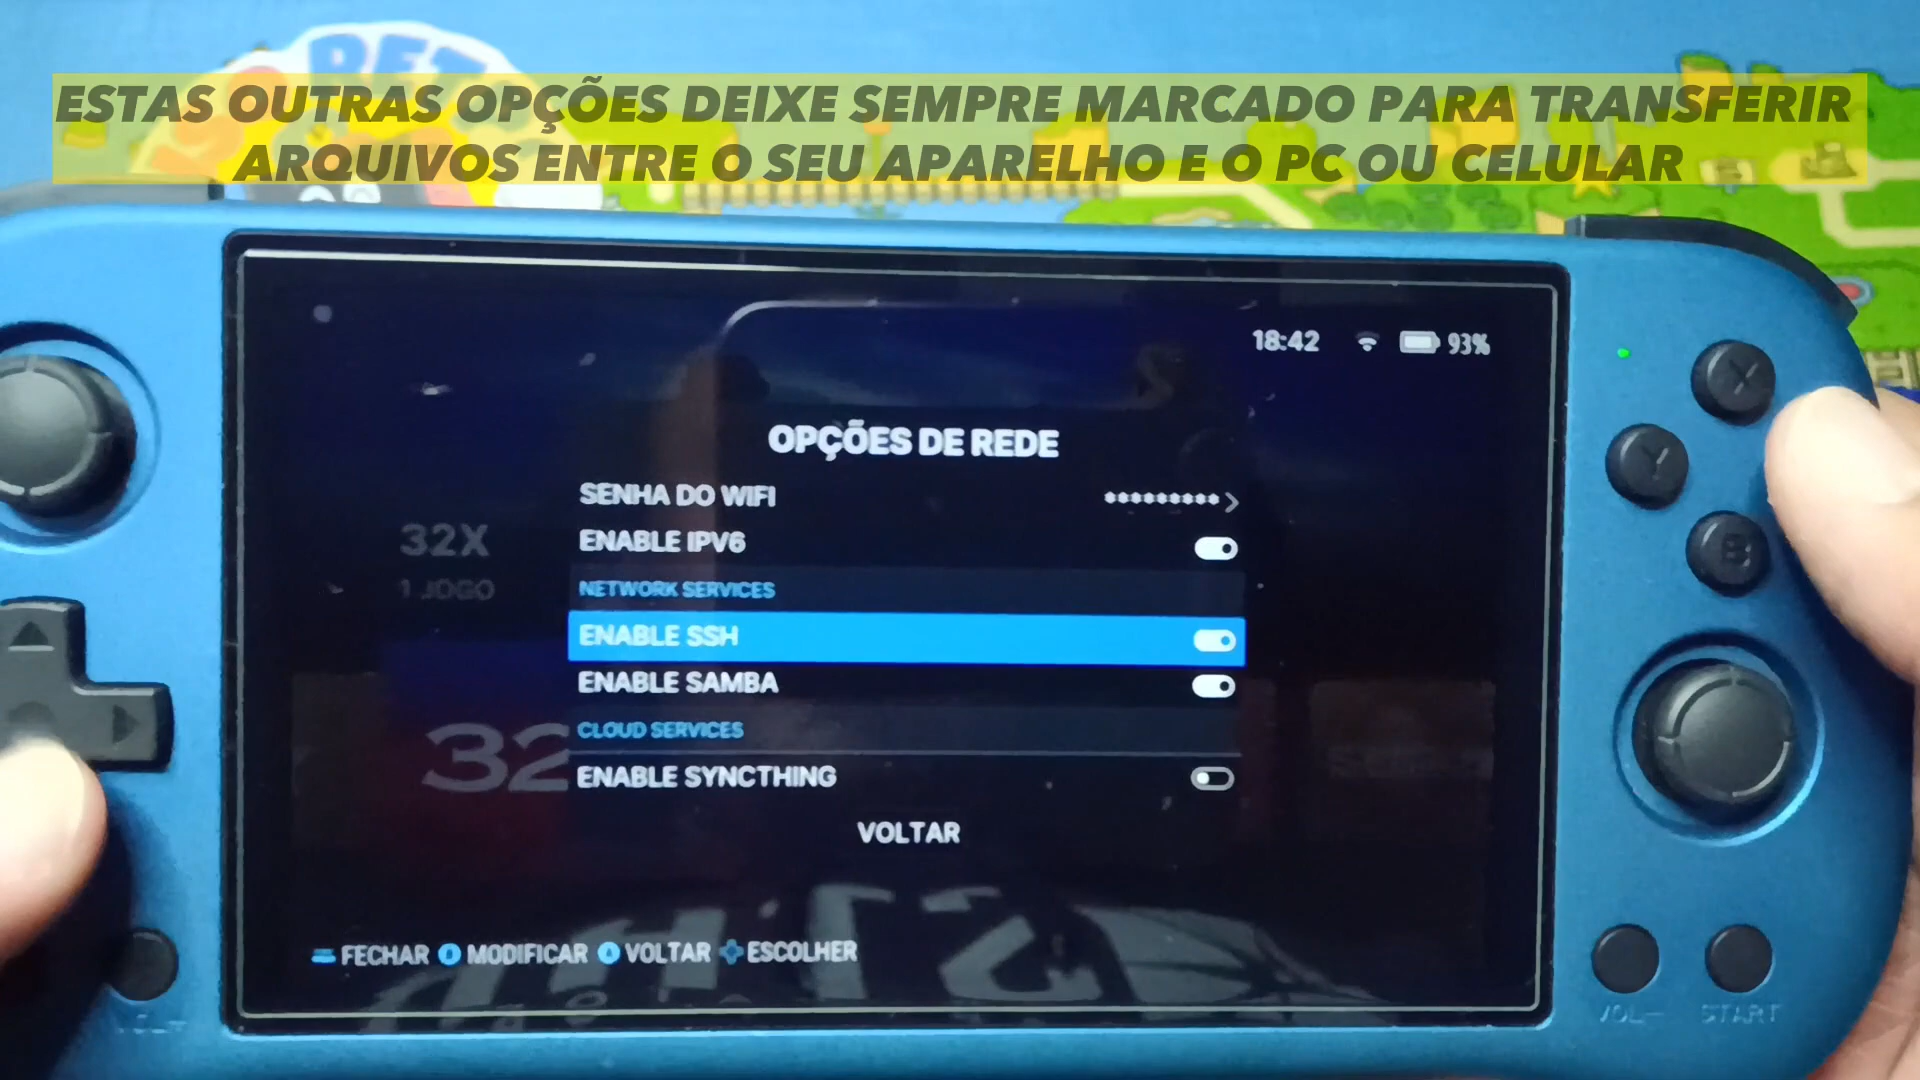 ESTAS OUTRAS OPÇÕES DEIXE SEMPRE MARCADO PARA TRANSFERIR
ARQUIVOS ENTRE O SEU APARELHO E O PC OU CELULAR
18:42 93%
OPÇÕES DE REDE
SENHA DO WIFI *********
ENABLE IPV6
NETWORK SERVICES
ENABLE SSH
ENABLE SAMBA
CLOUD SERVICES
ENABLE SYNCTHING
VOLTAR
FECHAR MODIFICAR VOLTAR ESCOLHER
32X
1 JOGO
32
X
Y
B
VOL-
START